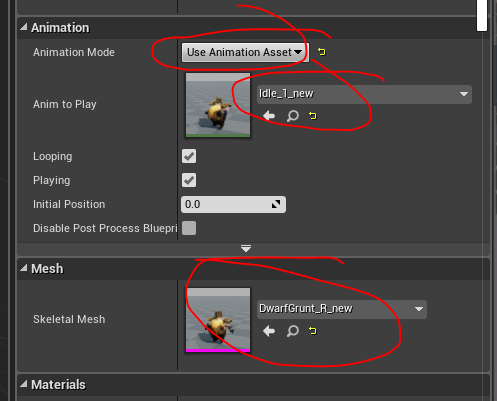 Animation
Animation Mode
Use Animation Asset
Anim to Play
Idle_1_new
Looping
Playing
Initial Position
0.0
Disable Post Process Bluepri
Mesh
Skeletal Mesh
DwarfGrunt_R_new
Materials